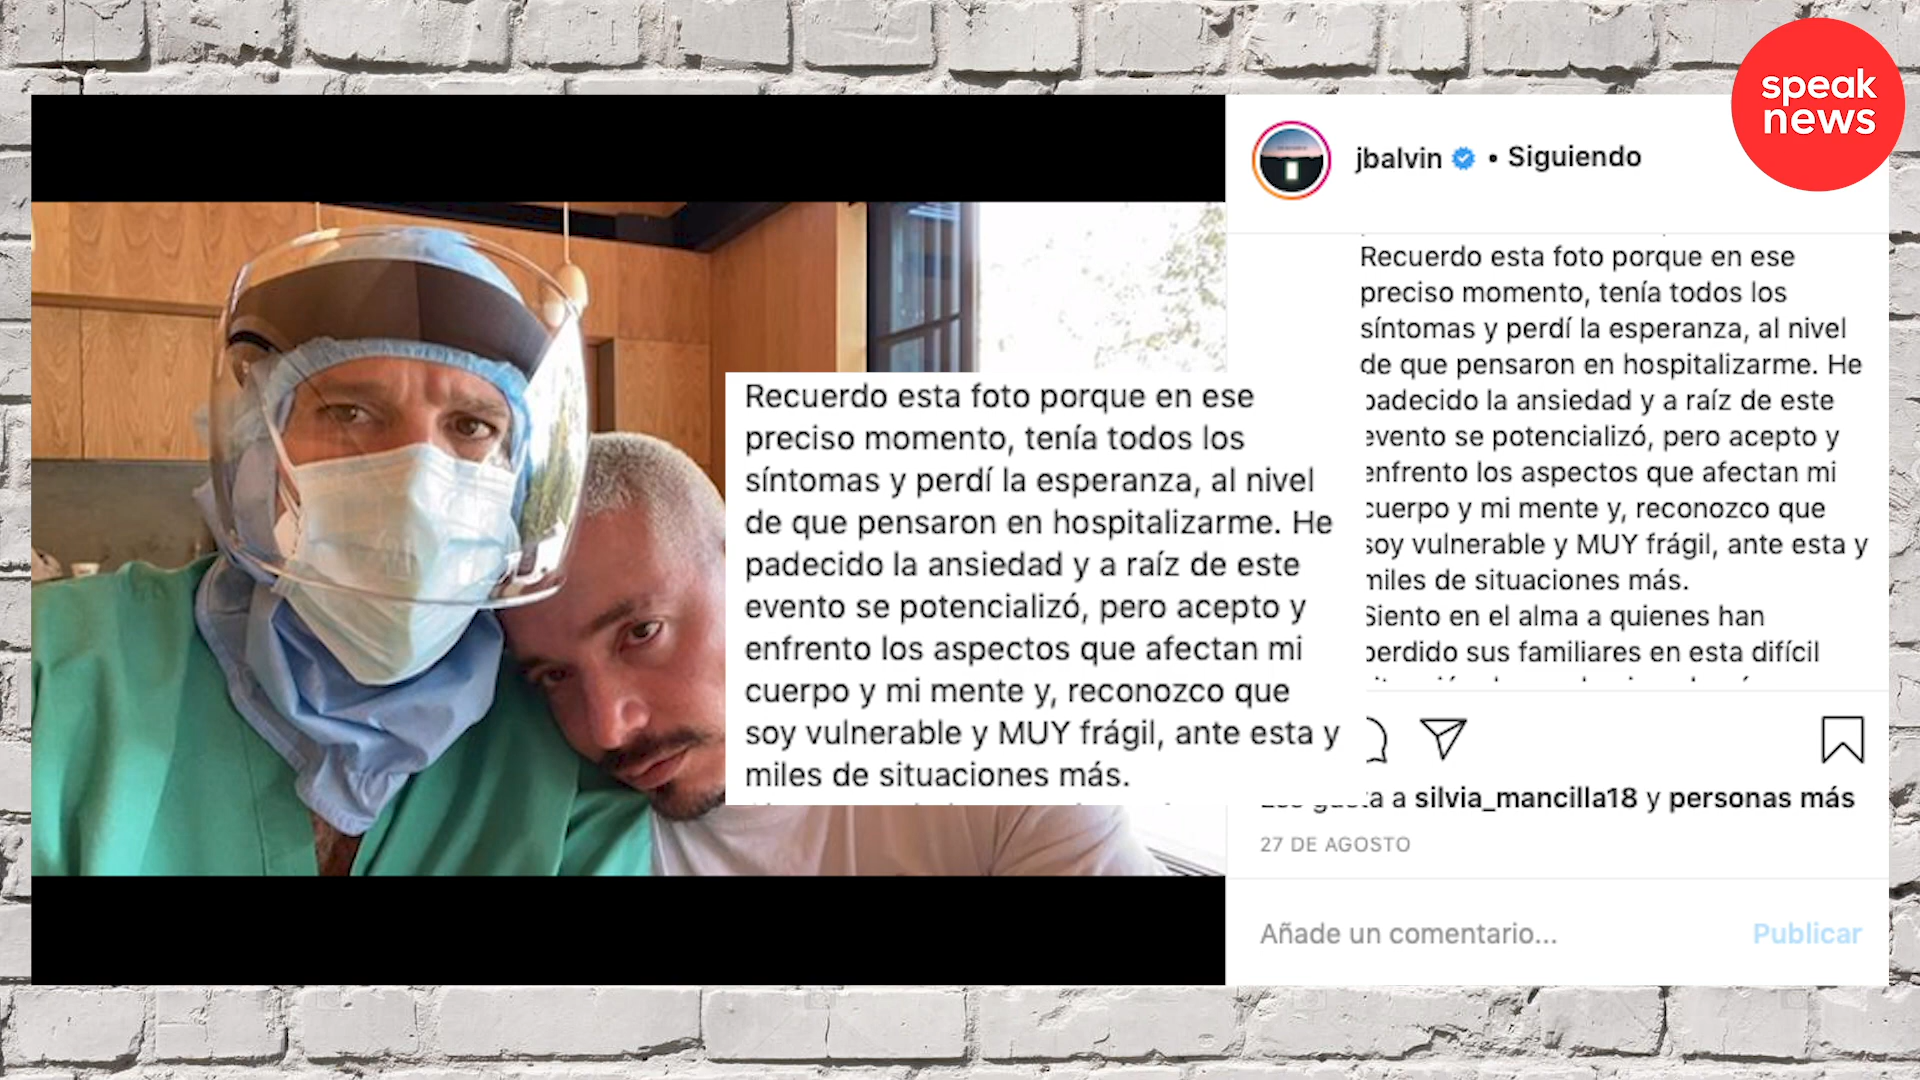 speak
news
jbalvin • Siguiendo
Recuerdo esta foto porque en ese
preciso momento, tenía todos los
síntomas y perdí la esperanza, al nivel
de que pensaron en hospitalizarme. He
padecido la ansiedad y a raíz de este
evento se potencializó, pero acepto y
enfrento los aspectos que afectan mi
cuerpo y mi mente y, reconozco que
soy vulnerable y MUY frágil, ante esta y
miles de situaciones más.
Recuerdo esta foto porque en ese
preciso momento, tenía todos los
síntomas y perdí la esperanza, al nivel
de que pensaron en hospitalizarme. He
padecido la ansiedad y a raíz de este
evento se potencializó, pero acepto y
enfrento los aspectos que afectan mi
cuerpo y mi mente y, reconozco que
soy vulnerable y MUY frágil, ante esta y
miles de situaciones más.
Siento en el alma a quienes han
perdido sus familiares en esta difícil
a silvia_mancilla18 y personas más
27 DE AGOSTO
Añade un comentario...
Publicar